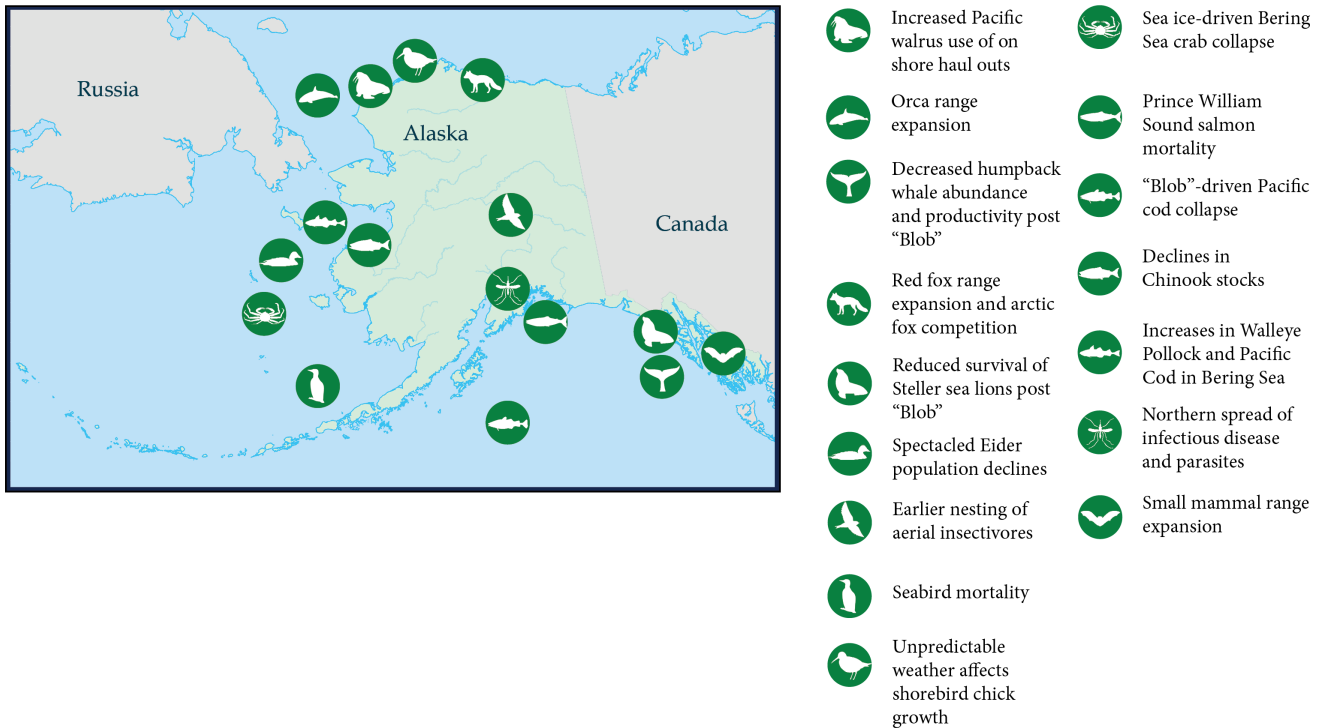 Russia
Alaska
Canada
Increased Pacific
walrus use of on
shore haul outs
Orca range
expansion
Decreased humpback
whale abundance
and productivity post
“Blob”
Red fox range
expansion and arctic
fox competition
Reduced survival of
Steller sea lions post
“Blob”
Spectacled Eider
population declines
Earlier nesting of
aerial insectivores
Seabird mortality
Unpredictable
weather affects
shorebird chick
growth
Sea ice-driven Bering
Sea crab collapse
Prince William
Sound salmon
mortality
“Blob”-driven Pacific
cod collapse
Declines in
Chinook stocks
Increases in Walleye
Pollock and Pacific
Cod in Bering Sea
Northern spread of
infectious disease
and parasites
Small mammal range
expansion